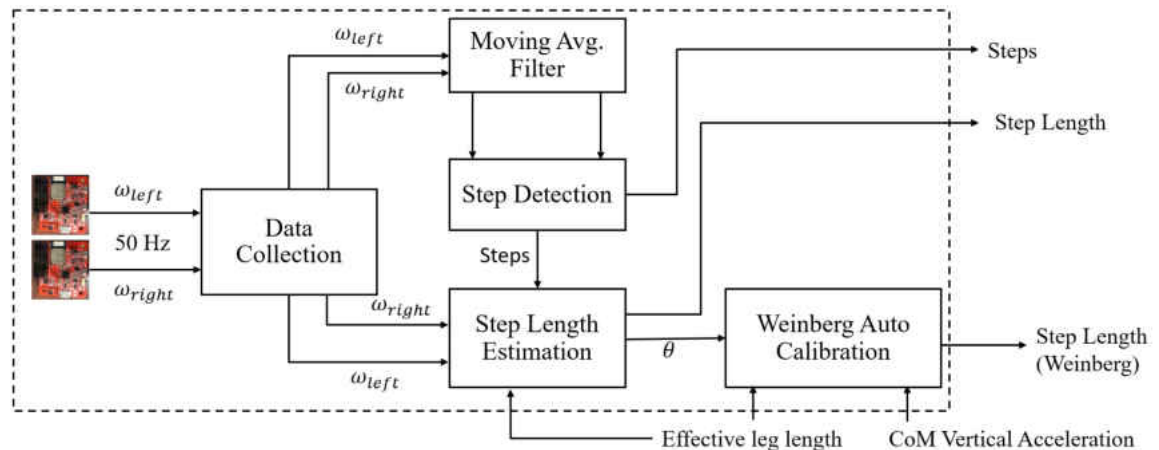 ω_left
Moving Avg.
Filter
ω_right
Steps
Step Length
ω_left
50 Hz
ω_right
Data
Collection
Step Detection
Steps
ω_right
ω_left
Step Length
Estimation
θ
Weinberg Auto
Calibration
Step Length
(Weinberg)
Effective leg length
CoM Vertical Acceleration